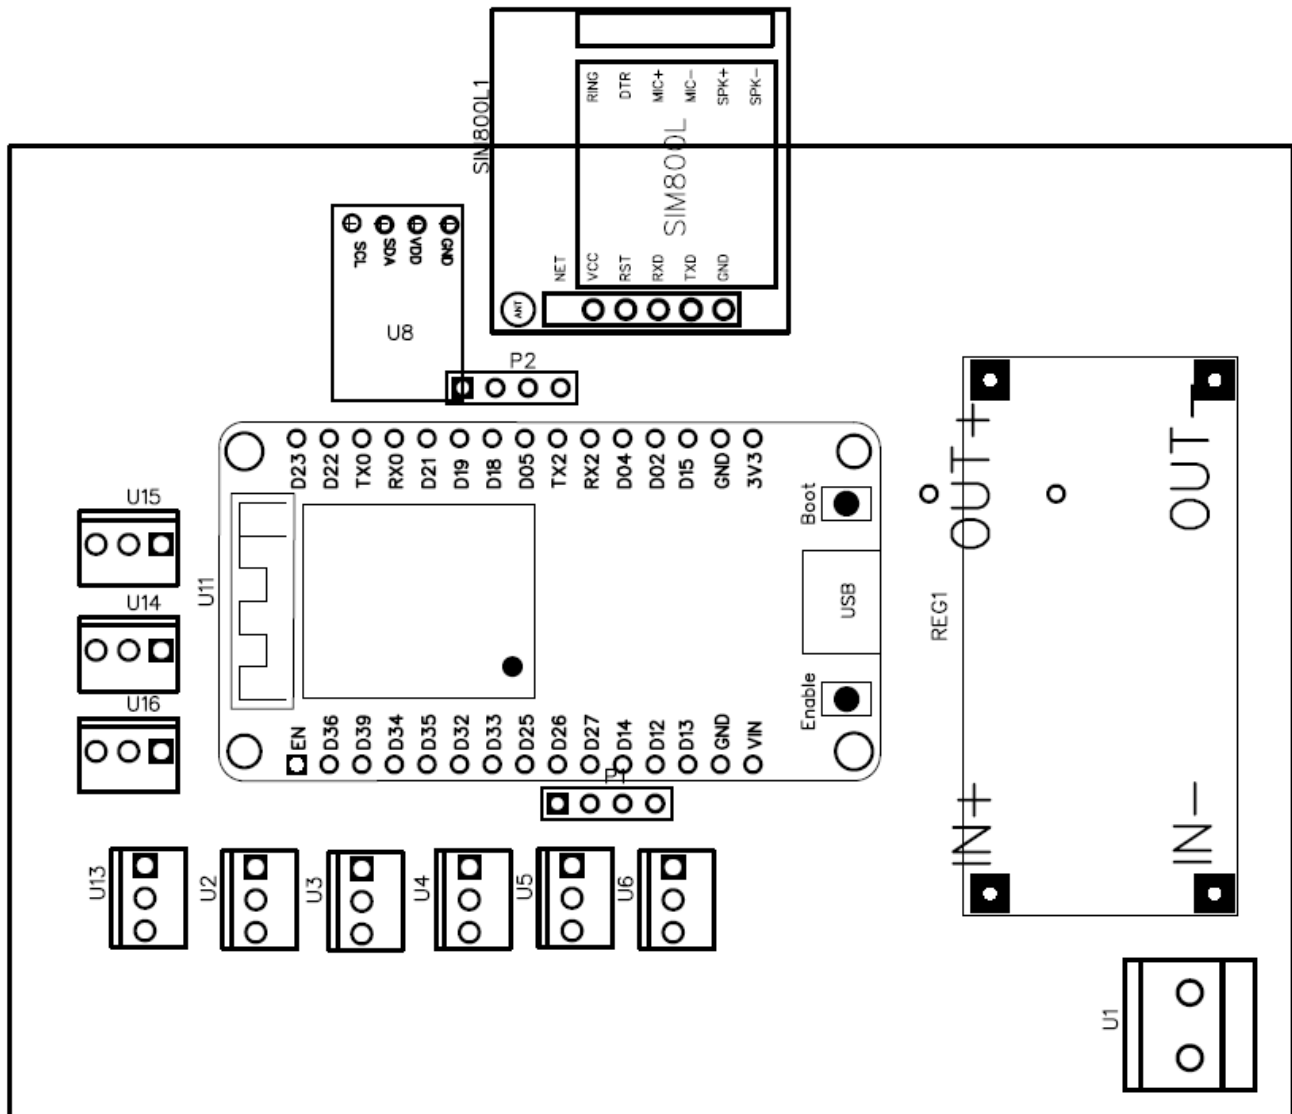 SIM800L1
RING
DTR
MIC+
MIC-
SPK+
SPK-
SIM800L
NET
VCC
RST
RXD
TXD
GND
ANT
SCL
SDA
VDD
GND
U8
P2
D23
D22
TX0
RX0
D21
D19
D18
D05
TX2
RX2
D04
D02
D15
GND
3V3
U15
U14
U16
U11
Boot
USB
Enable
REG1
OUT+
OUT-
IN+
IN-
EN
D36
D39
D34
D35
D32
D33
D25
D26
D27
D14
D12
D13
GND
VIN
P1
U13
U2
U3
U4
U5
U6
U1